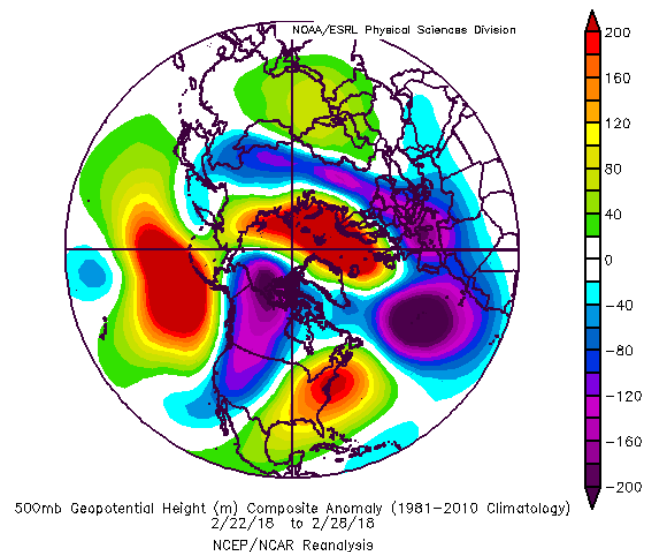 NOAA/ESRL Physical Sciences Division
200
160
120
80
40
0
-40
-80
-120
-160
-200
500mb Geopotential Height (m) Composite Anomaly (1981-2010 Climatology)
2/22/18 to 2/28/18
NCEP/NCAR Reanalysis